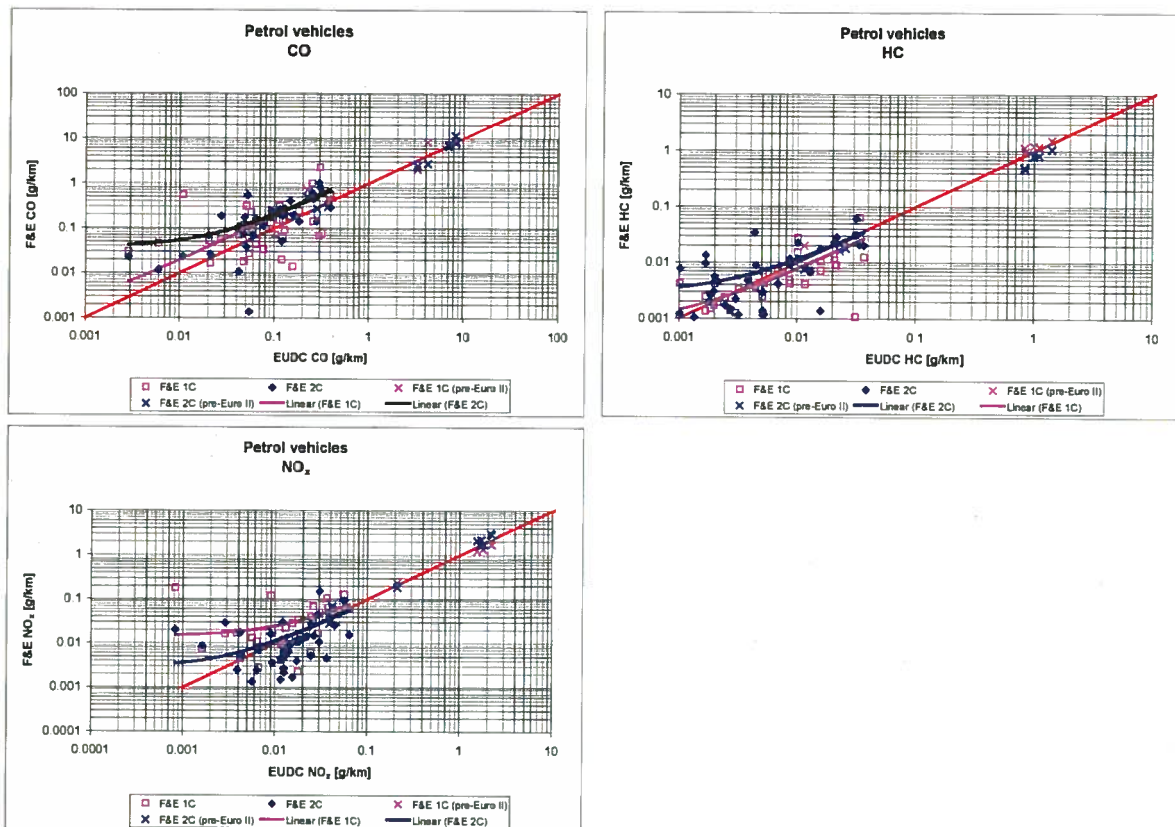 Petrol vehicles
CO
F&E CO [g/km]
100
10
1
0.1
0.01
0.001
0.001
0.01
0.1
1
10
100
EUDC CO [g/km]
F&E 1C
F&E 2C
F&E 1C (pre-Euro II)
F&E 2C (pre-Euro II)
Linear (F&E 1C)
Linear (F&E 2C)
Petrol vehicles
HC
F&E HC [g/km]
10
1
0.1
0.01
0.001
0.001
0.01
0.1
1
10
EUDC HC [g/km]
F&E 1C
F&E 2C
F&E 1C (pre-Euro II)
F&E 2C (pre-Euro II)
Linear (F&E 2C)
Linear (F&E 1C)
Petrol vehicles
NOx
F&E NOx [g/km]
10
1
0.1
0.01
0.001
0.0001
0.0001
0.001
0.01
0.1
1
10
EUDC NOx [g/km]
F&E 1C
F&E 2C
F&E 1C (pre-Euro II)
F&E 2C (pre-Euro II)
Linear (F&E 1C)
Linear (F&E 2C)